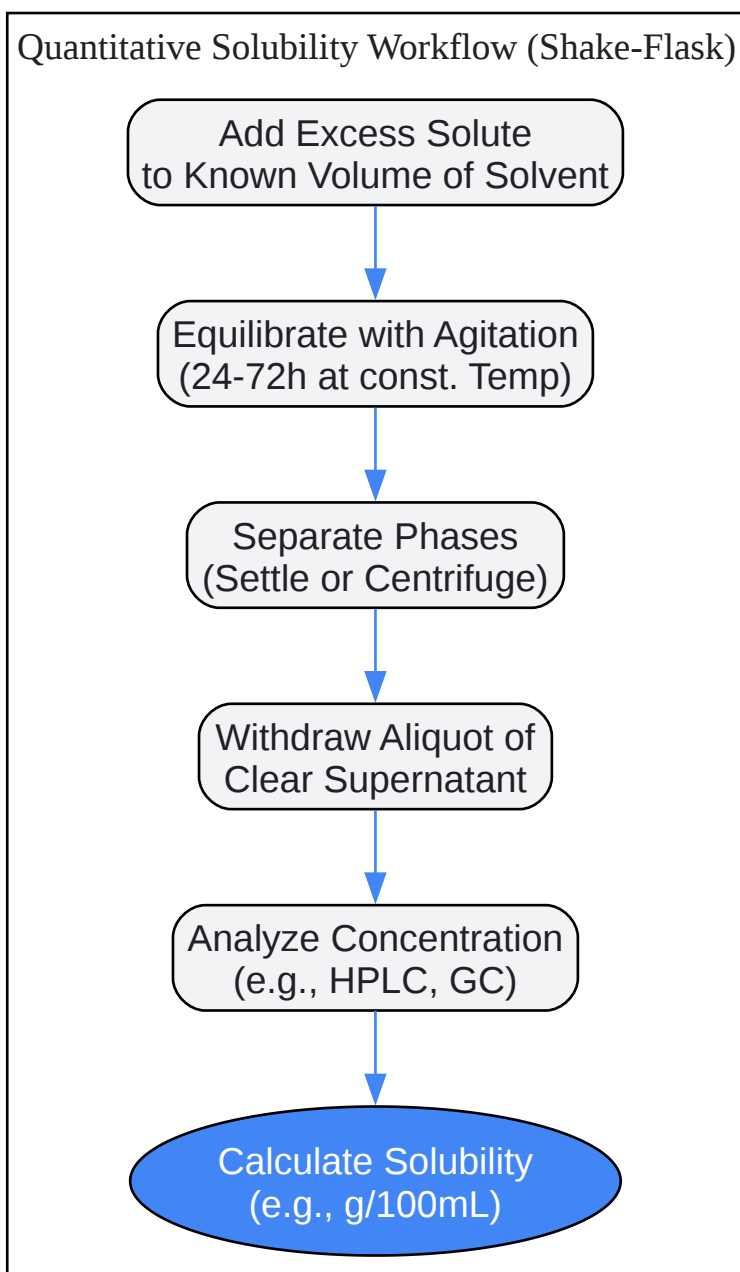 Quantitative Solubility Workflow (Shake-Flask)
Add Excess Solute
to Known Volume of Solvent
Equilibrate with Agitation
(24-72h at const. Temp)
Separate Phases
(Settle or Centrifuge)
Withdraw Aliquot of
Clear Supernatant
Analyze Concentration
(e.g., HPLC, GC)
Calculate Solubility
(e.g., g/100mL)